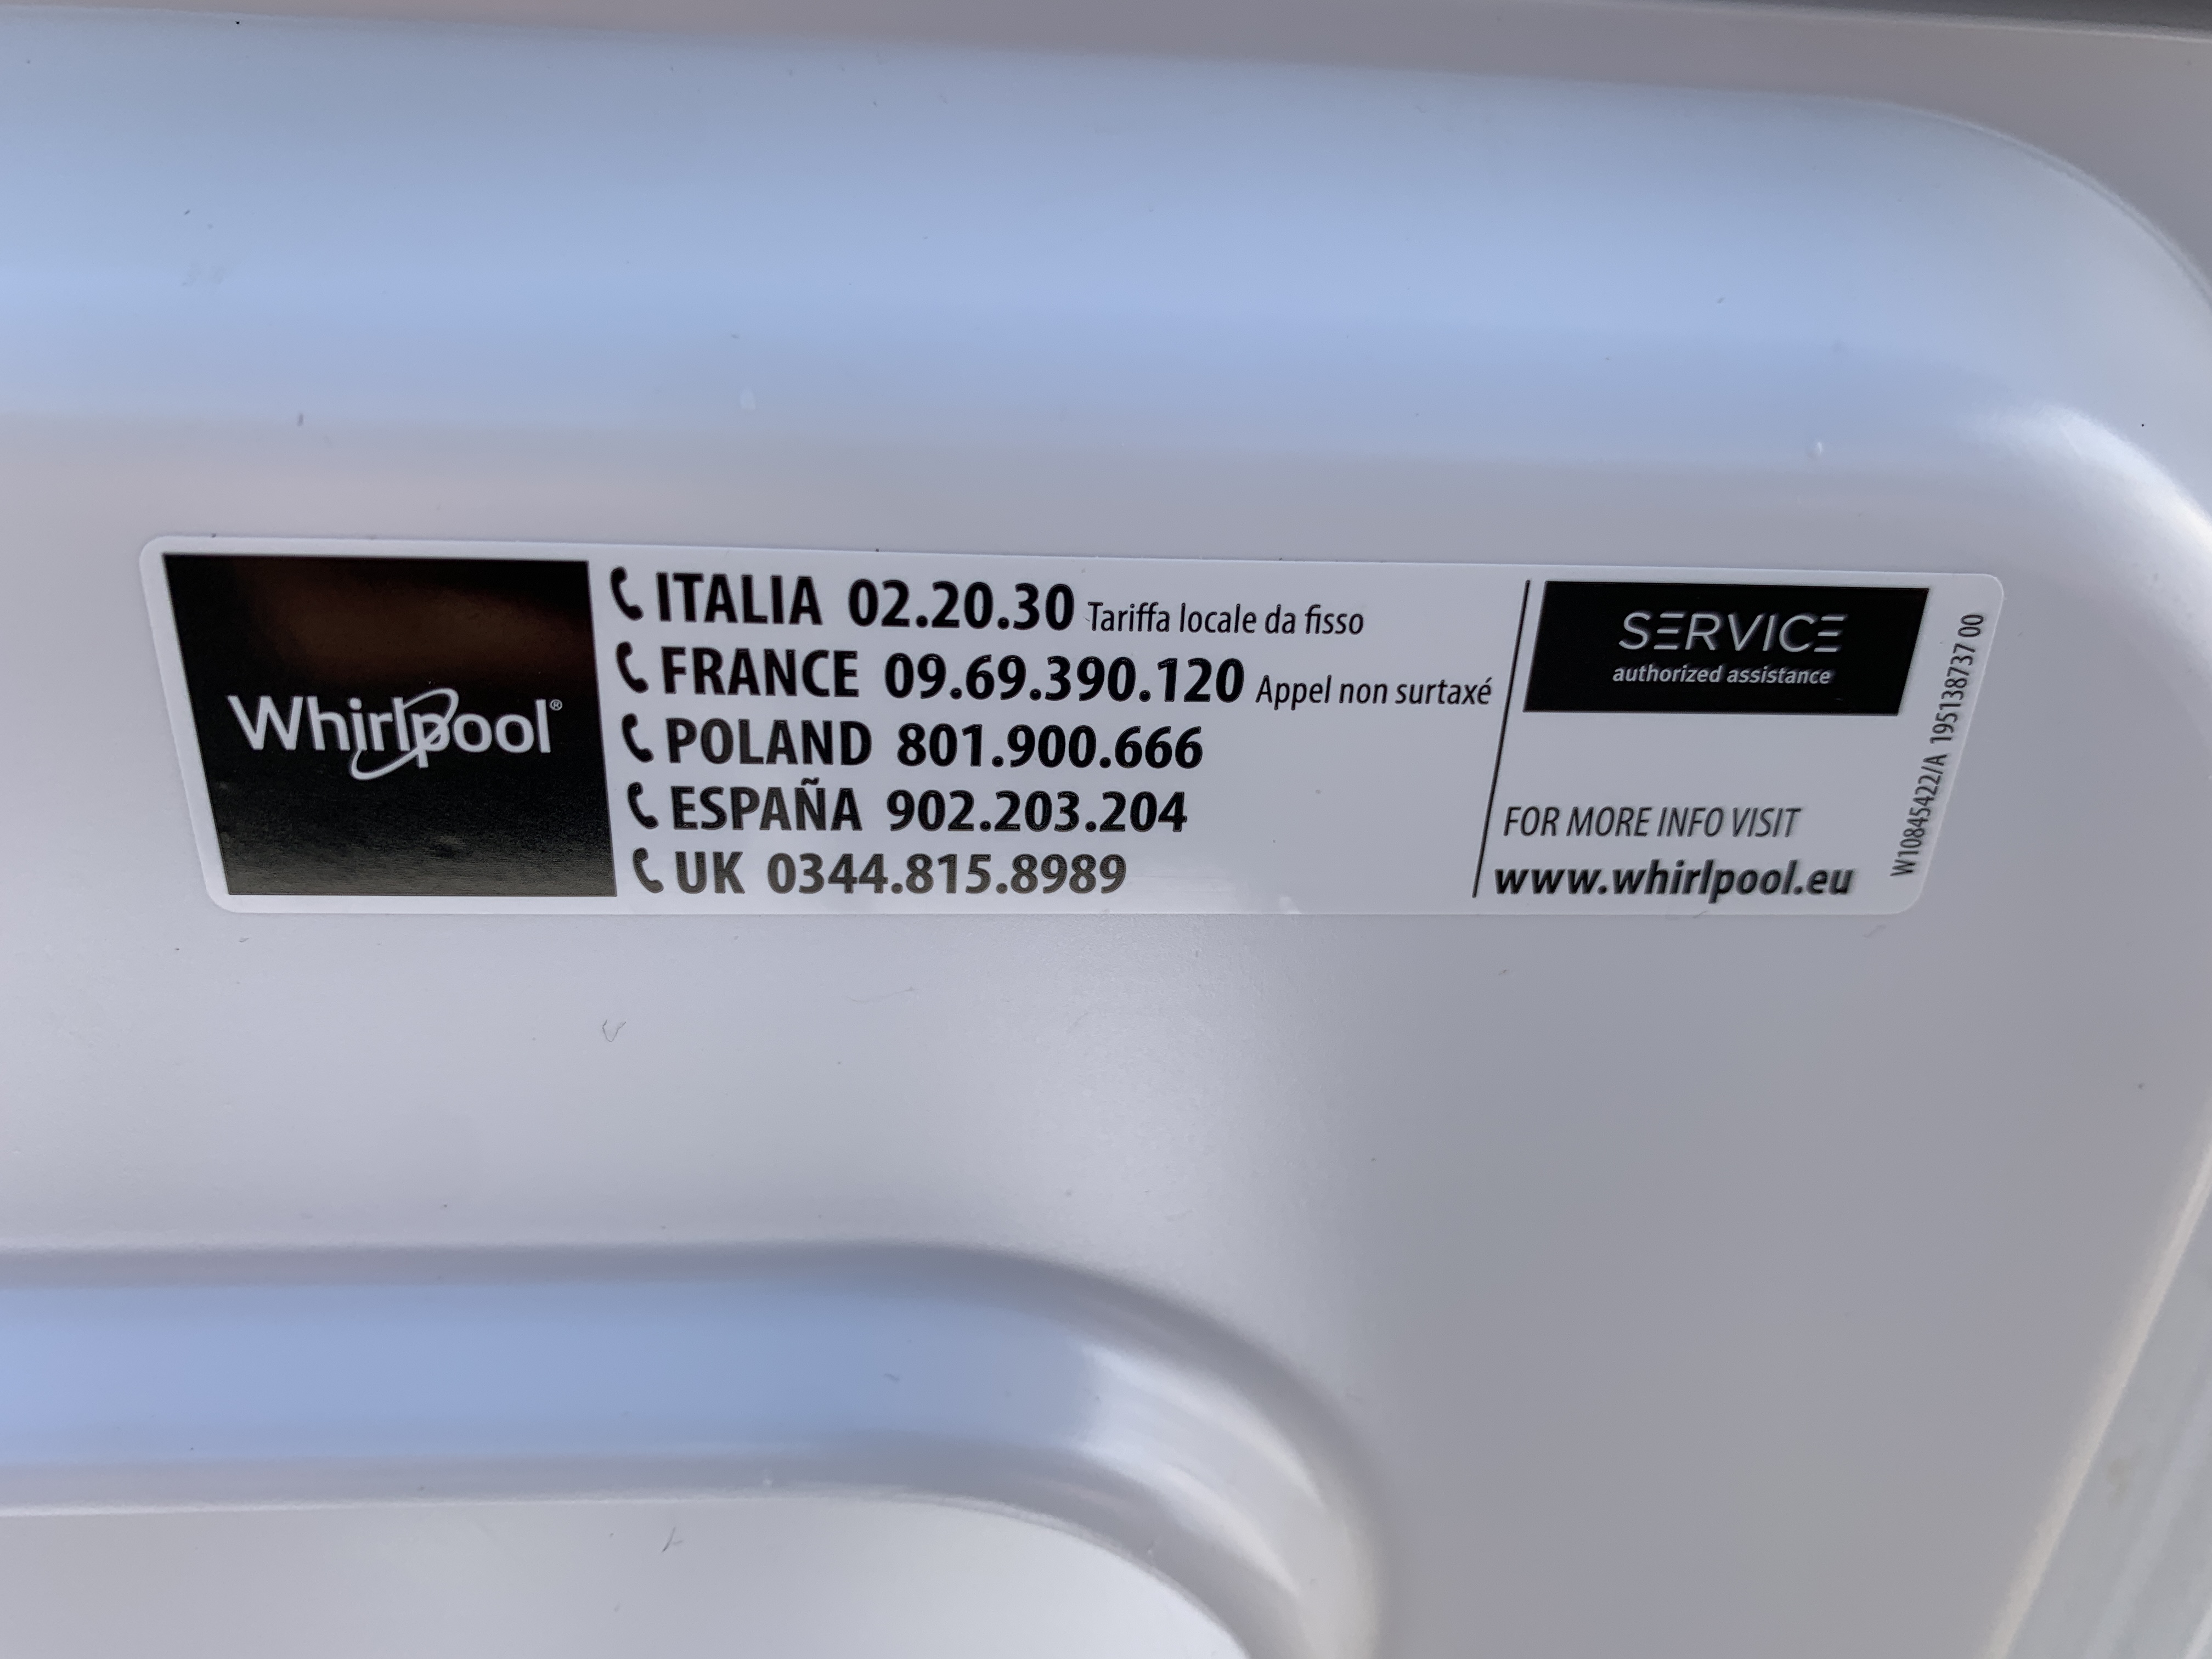 Whirlpool®
ITALIA 02.20.30 Tariffa locale da fisso
FRANCE 09.69.390.120 Appel non surtaxé
POLAND 801.900.666
ESPAÑA 902.203.204
UK 0344.815.8989
SERVICE
authorized assistance
FOR MORE INFO VISIT
www.whirlpool.eu
W10845422/A 195138737 00